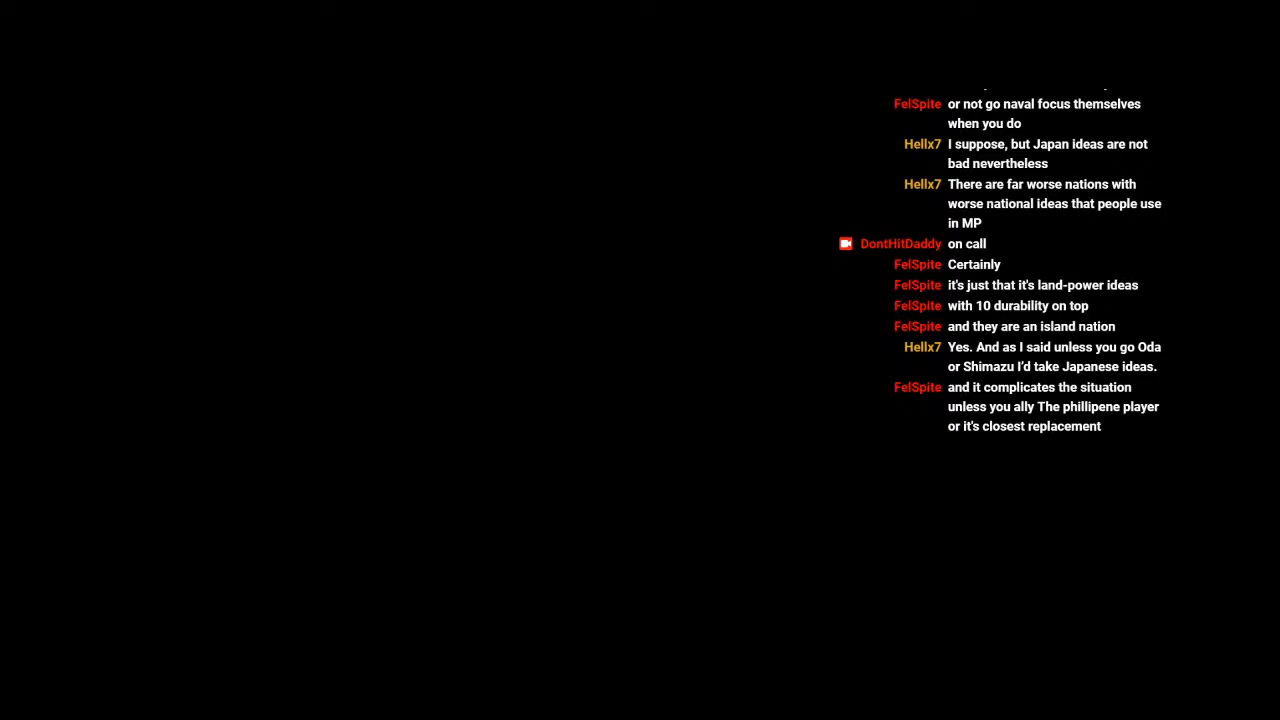 FelSpite or not go naval focus themselves
when you do
Hellx7 I suppose, but Japan ideas are not
bad nevertheless
Hellx7 There are far worse nations with
worse national ideas that people use
in MP
DontHitDaddy on call
FelSpite Certainly
FelSpite it's just that it's land-power ideas
FelSpite with 10 durability on top
FelSpite and they are an island nation
Hellx7 Yes. And as I said unless you go Oda
or Shimazu I'd take Japanese ideas.
FelSpite and it complicates the situation
unless you ally The phillipene player
or it's closest replacement